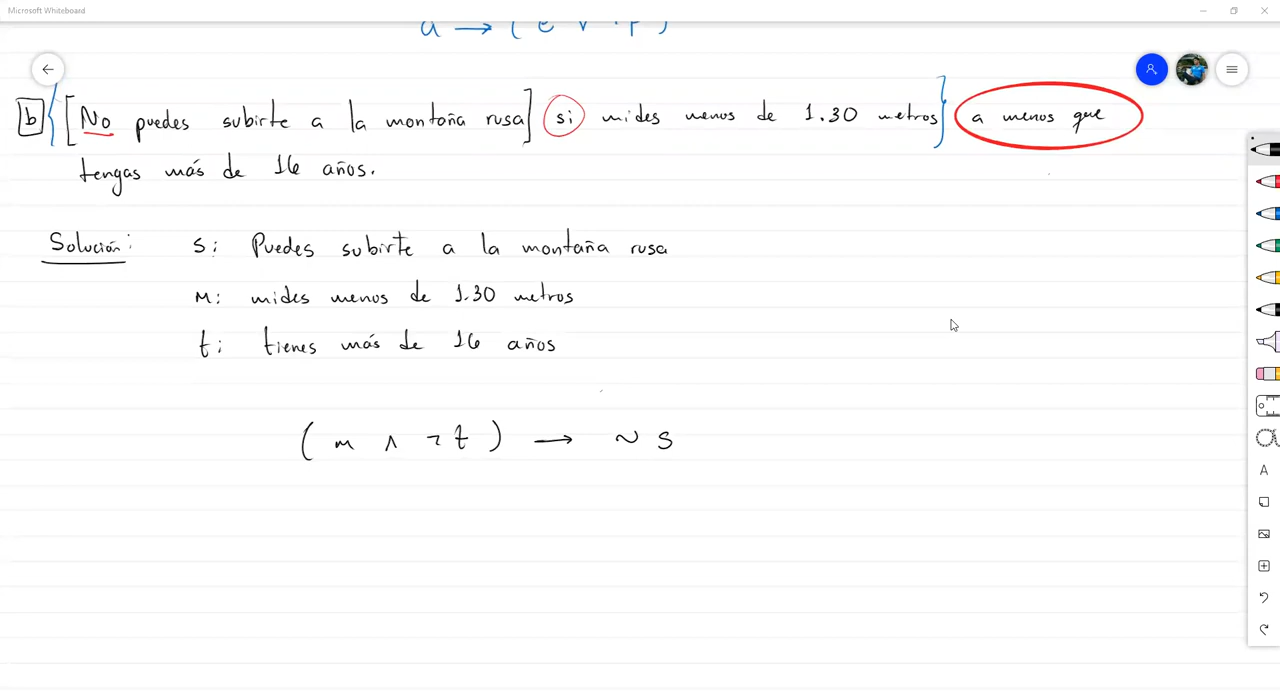 Microsoft Whiteboard
a → ( e ∨ ¬ p )
b { [ No puedes subirte a la montaña rusa ] si mides menos de 1.30 metros } a menos que
tengas más de 16 años.
Solución: s: Puedes subirte a la montaña rusa
m: mides menos de 1.30 metros
t: tienes más de 16 años
( m ∧ ¬ t ) → ~ s
A